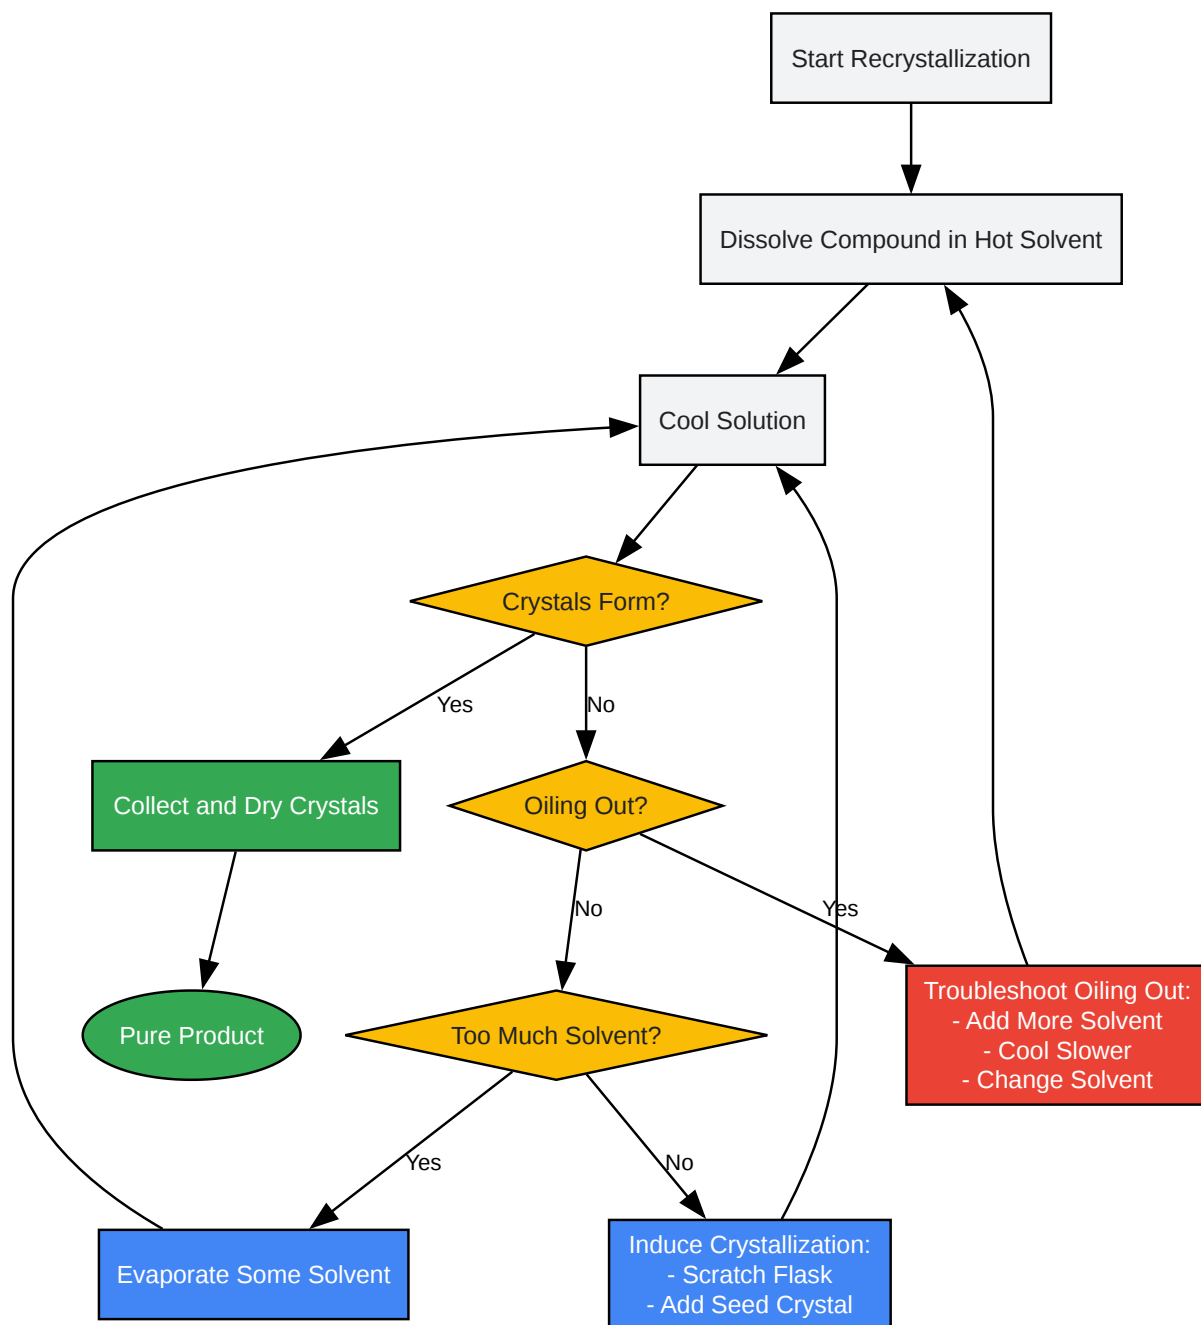 Start Recrystallization
Dissolve Compound in Hot Solvent
Cool Solution
Crystals Form?
Yes
No
Collect and Dry Crystals
Oiling Out?
No
Yes
Pure Product
Too Much Solvent?
Troubleshoot Oiling Out:
- Add More Solvent
- Cool Slower
- Change Solvent
Yes
No
Evaporate Some Solvent
Induce Crystallization:
- Scratch Flask
- Add Seed Crystal